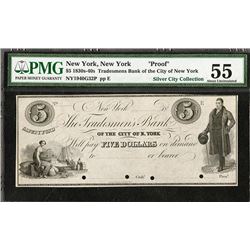 PMG
PAPER MONEY GUARANTY
New York, New York "Proof"
$5 1830s-40s Tradesmens Bank of the City of New York
NY1940G32P pp E
Silver City Collection
55
About Uncirculated
New York
5
5
E
The Tradesmen's Bank
OF THE CITY OF N. YORK
Will pay FIVE DOLLARS on demand
to or bearer
Cash.r
Pres.t